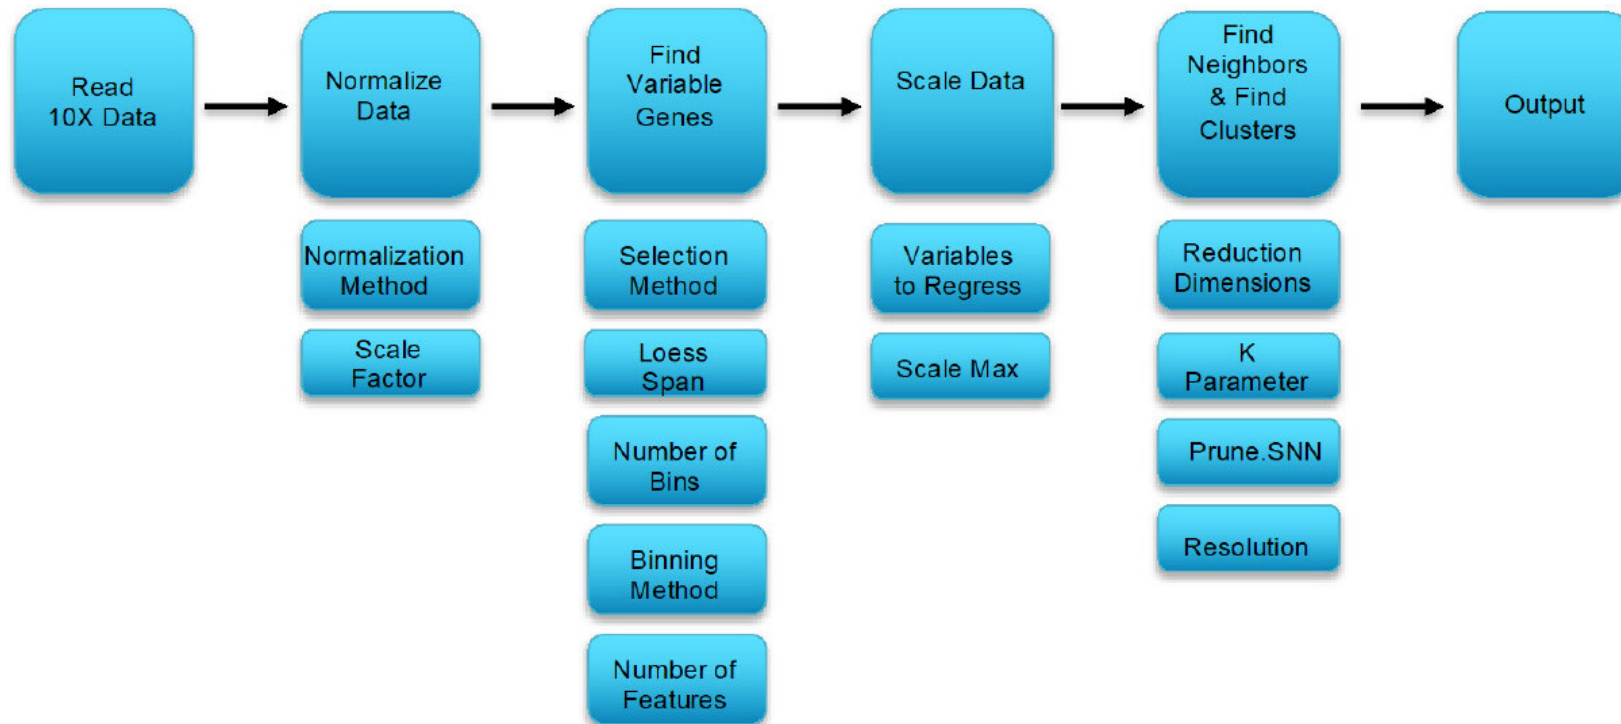 Read
10X Data
Normalize
Data
Find
Variable
Genes
Scale Data
Find
Neighbors
& Find
Clusters
Output
Normalization
Method
Scale
Factor
Selection
Method
Loess
Span
Number of
Bins
Binning
Method
Number of
Features
Variables
to Regress
Scale Max
Reduction
Dimensions
K
Parameter
Prune.SNN
Resolution